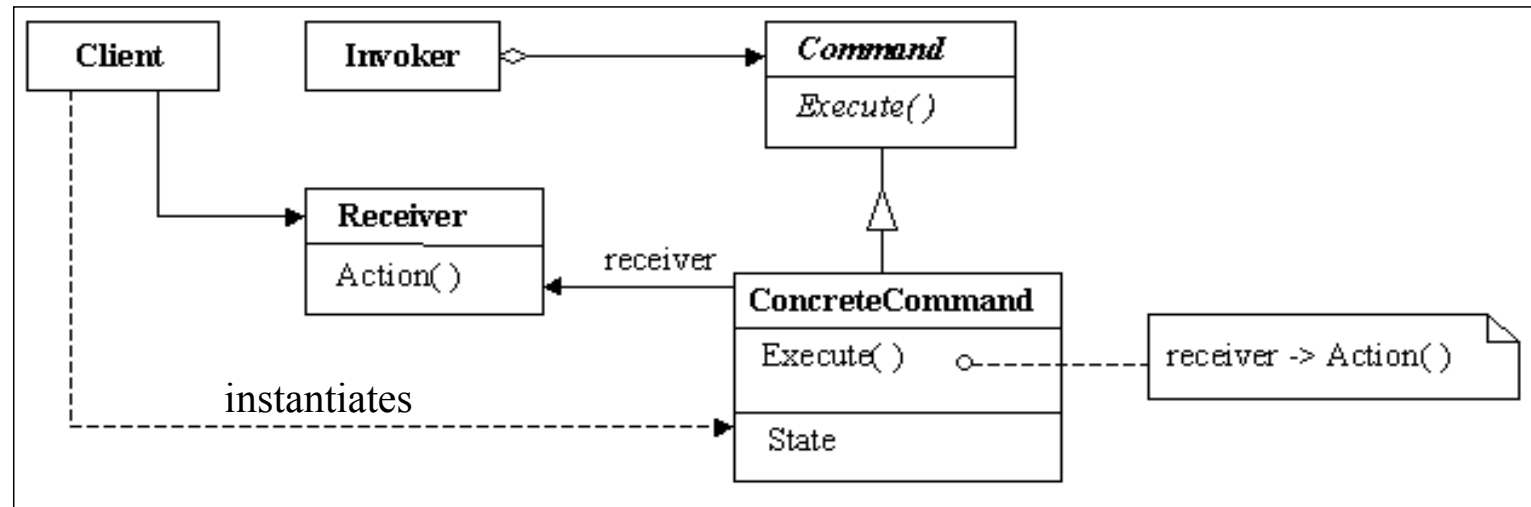 Client
Invoker
Command
Execute( )
Receiver
Action( )
receiver
ConcreteCommand
Execute( )
receiver -> Action( )
instantiates
State